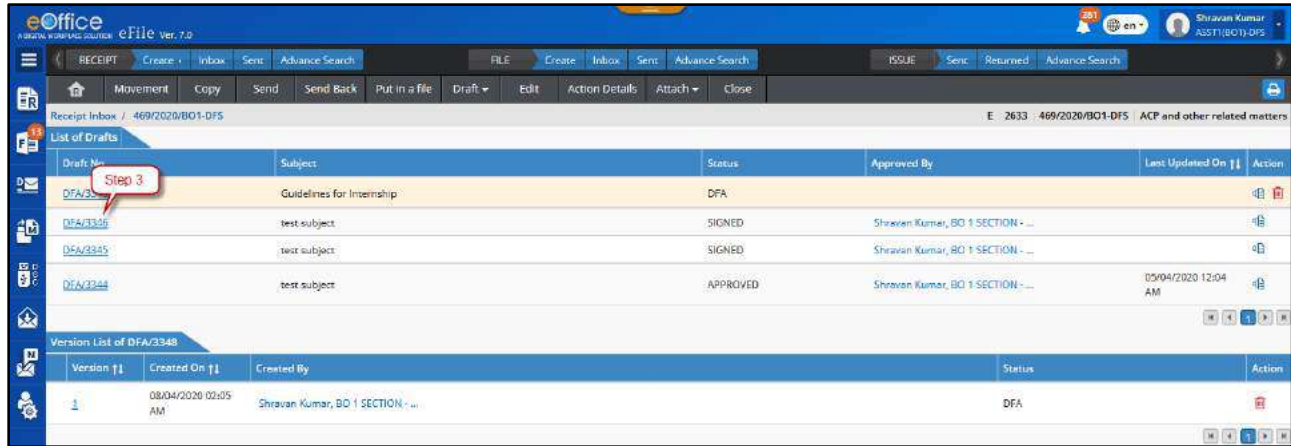 eOffice
A DIGITAL WORKPLACE SOLUTION eFile Ver. 7.0
281 en Shravan Kumar
ASST1(BO1)-DFS
RECEIPT Create Inbox Sent Advance Search FILE Create Inbox Sent Advance Search ISSUE Sent Returned Advance Search
Movement Copy Send Send Back Put in a file Draft Edit Action Details Attach Close
Receipt Inbox / 469/2020/BO1-DFS E 2633 469/2020/BO1-DFS ACP and other related matters
13
List of Drafts
Draft No. Subject Status Approved By Last Updated On Action
Step 3
Guidelines for Internship DFA
DFA/3346 test subject SIGNED Shravan Kumar, BO 1 SECTION - ...
DFA/3345 test subject SIGNED Shravan Kumar, BO 1 SECTION - ...
DFA/3344 test subject APPROVED Shravan Kumar, BO 1 SECTION - ... 05/04/2020 12:04 AM
1
Version List of DFA/3348
Version Created On Created By Status Action
1 08/04/2020 02:05 AM Shravan Kumar, BO 1 SECTION - ... DFA
1